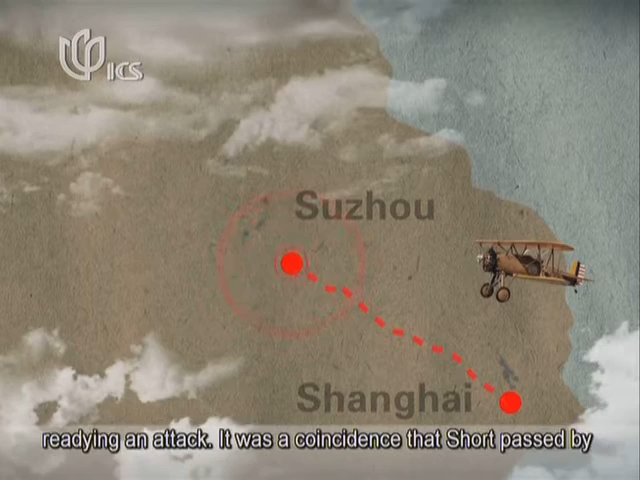 ICS
Suzhou
Shanghai
readying an attack. It was a coincidence that Short passed by